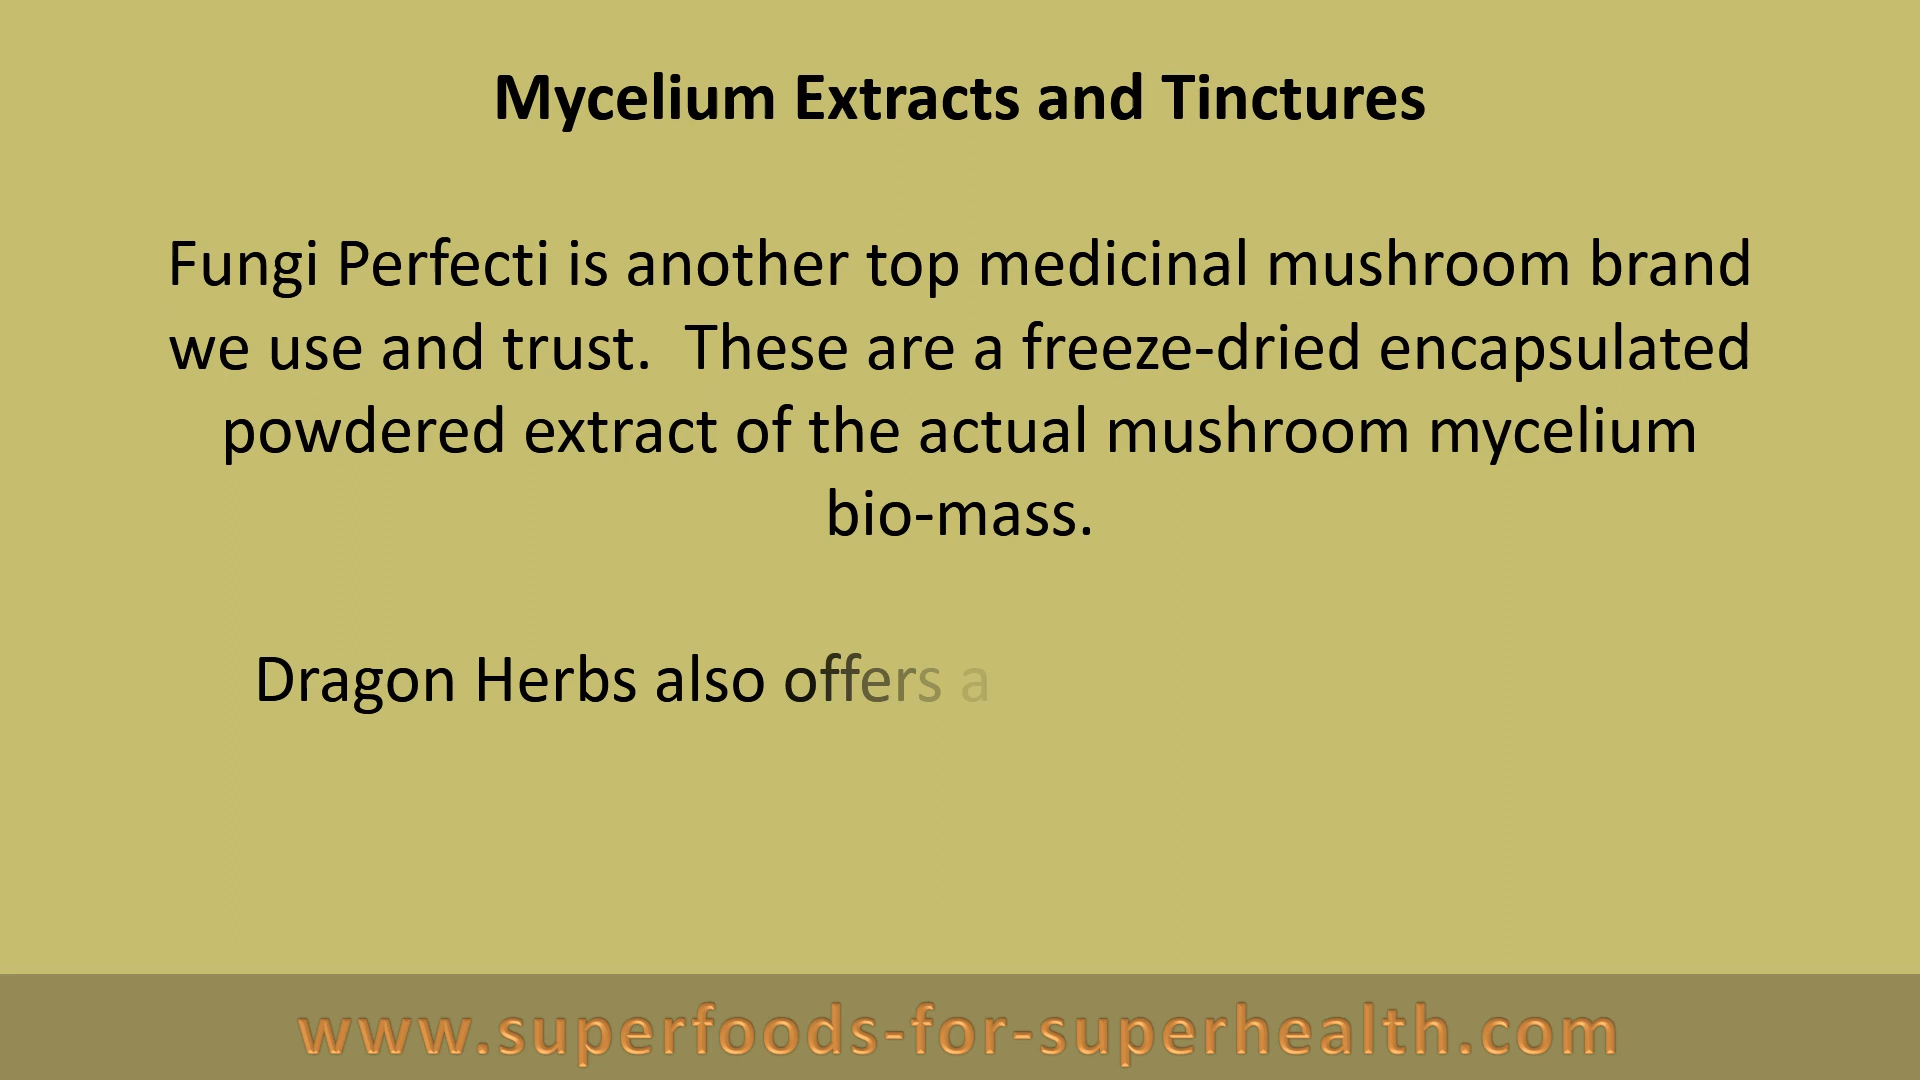 Mycelium Extracts and Tinctures
Fungi Perfecti is another top medicinal mushroom brand
we use and trust.  These are a freeze-dried encapsulated
powdered extract of the actual mushroom mycelium
bio-mass.
Dragon Herbs also offers a
www.superfoods-for-superhealth.com